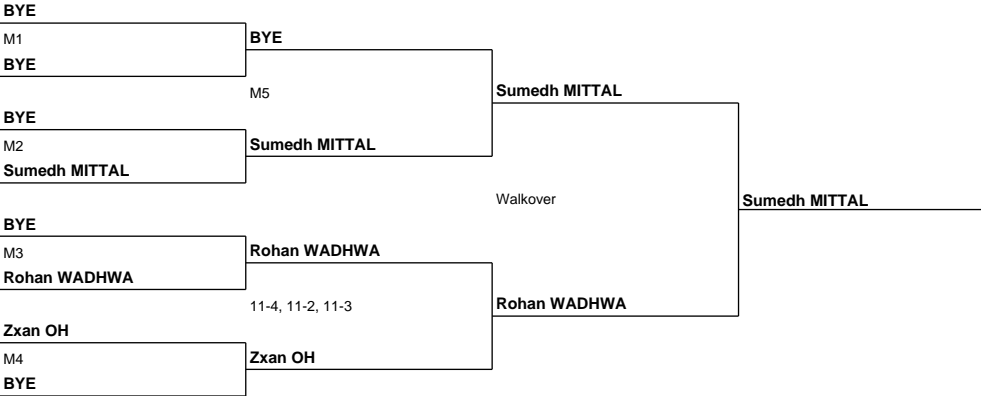 BYE
M1
BYE
BYE
M5
BYE
M2
Sumedh MITTAL
Sumedh MITTAL
Sumedh MITTAL
Walkover
Sumedh MITTAL
BYE
M3
Rohan WADHWA
Rohan WADHWA
11-4, 11-2, 11-3
Rohan WADHWA
Zxan OH
M4
BYE
Zxan OH